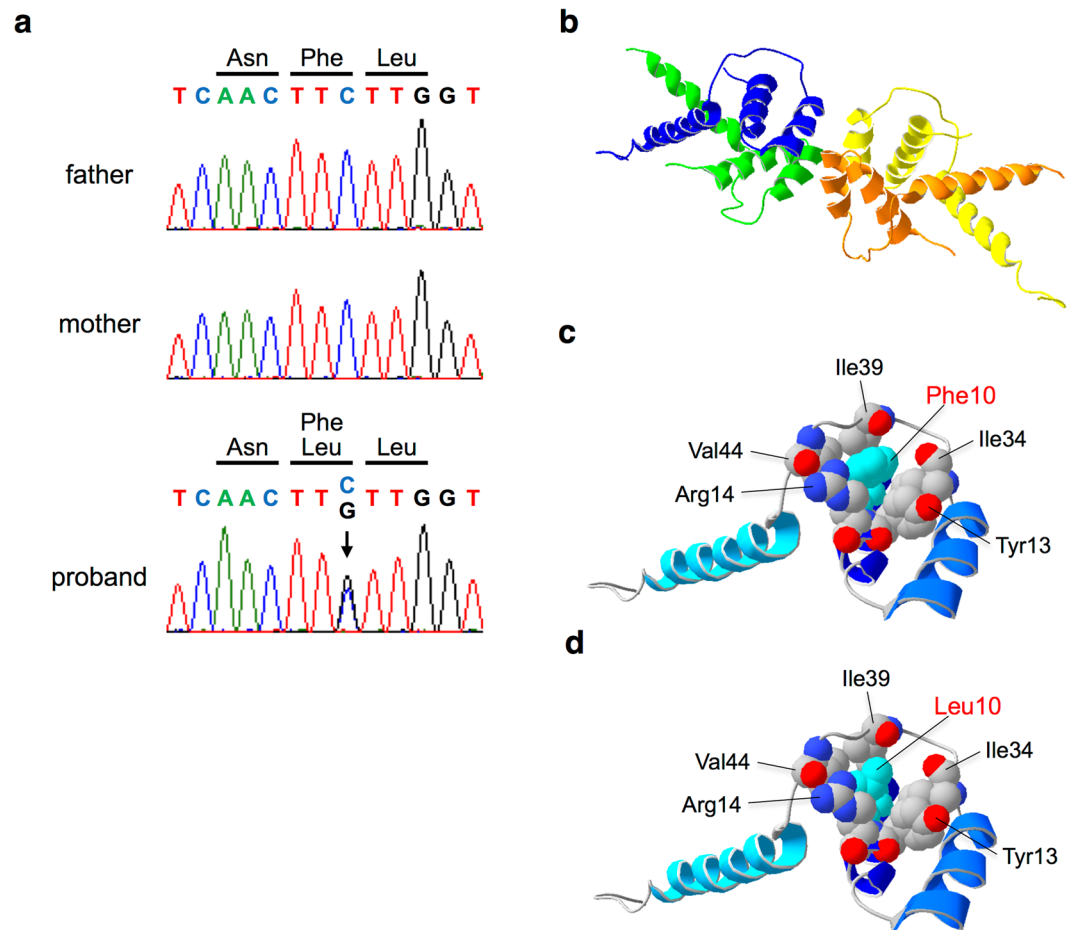 a
Asn Phe Leu
T C A A C T T C T T G G T
father
mother
Phe
Asn Leu Leu
C
T C A A C T T T T G G T
G
proband
b
c
Ile39
Phe10
Val44
Ile34
Arg14
Tyr13
d
Ile39
Leu10
Val44
Ile34
Arg14
Tyr13